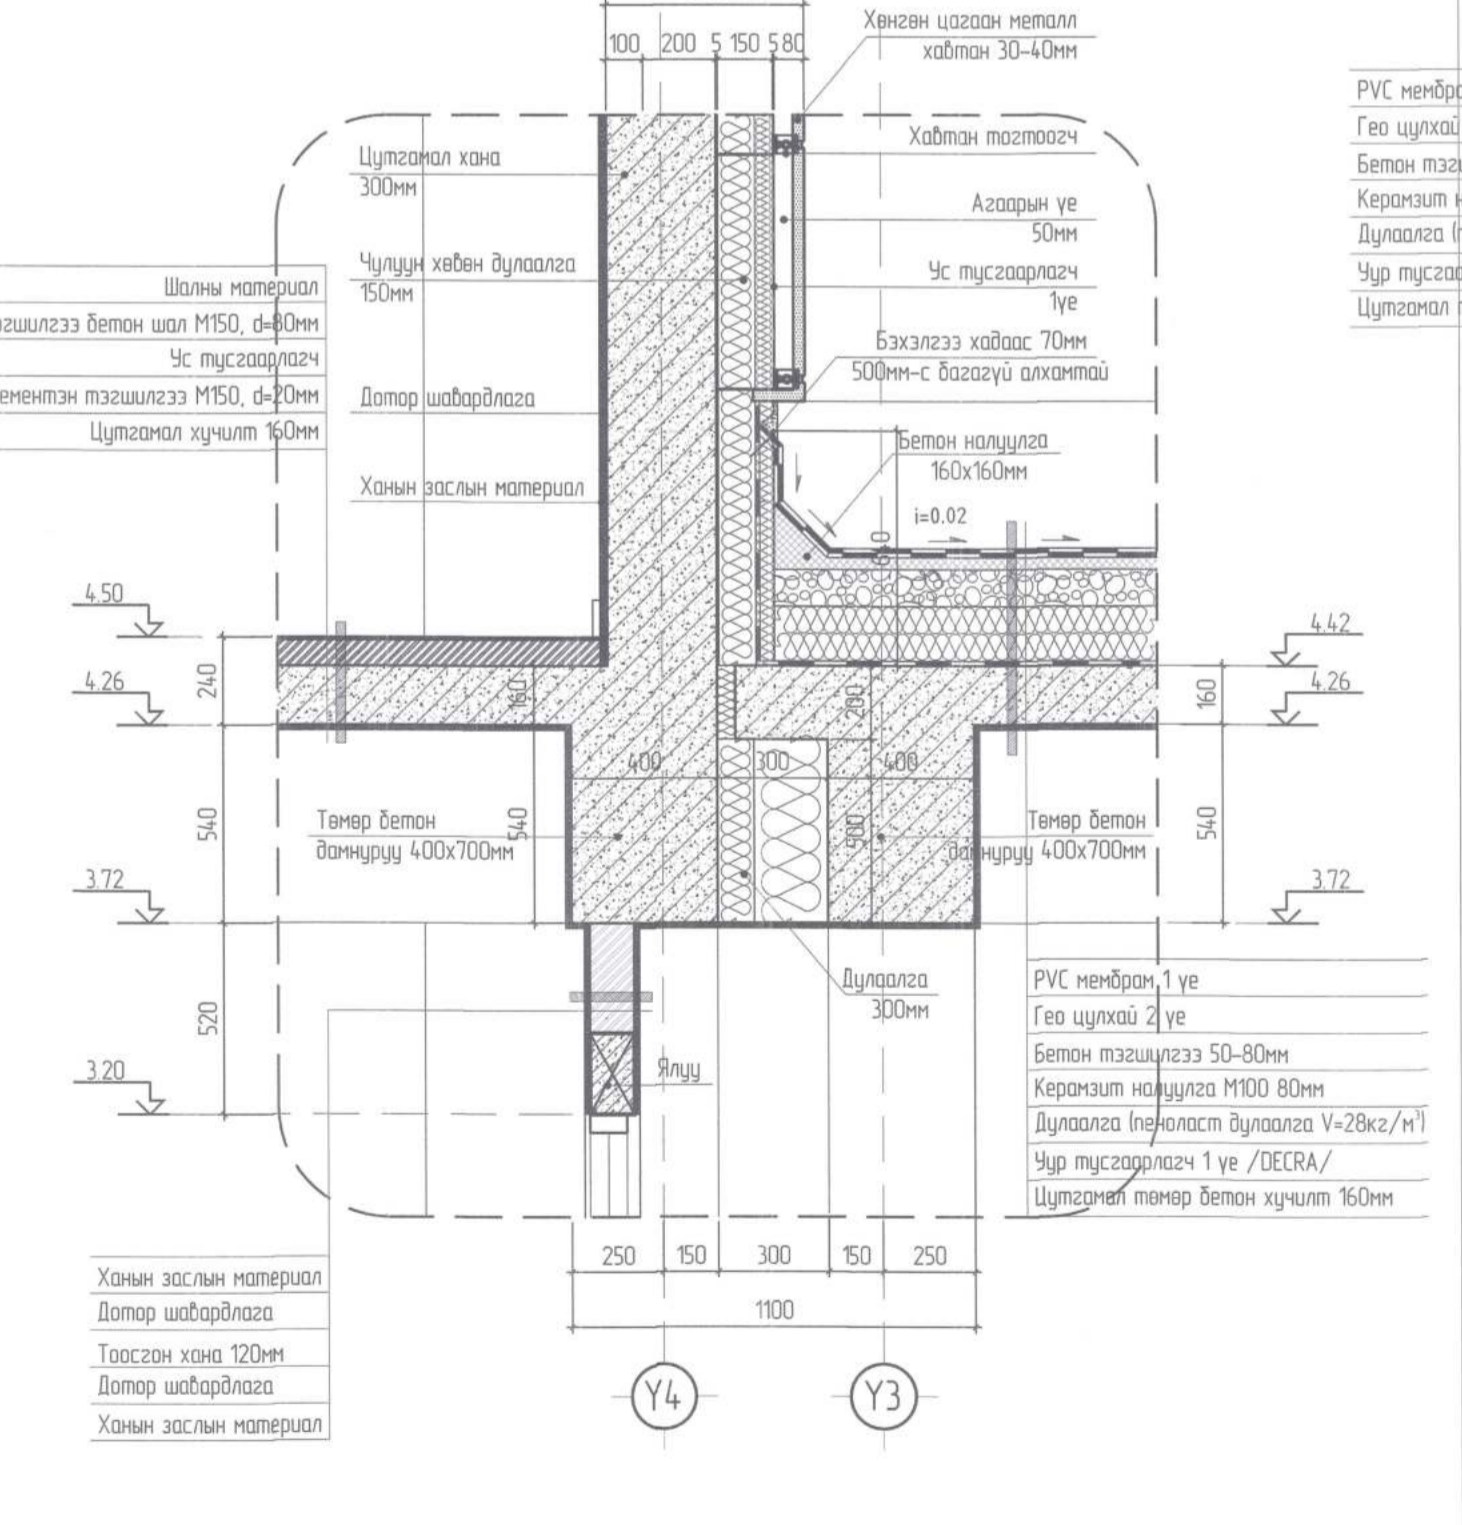 100 200 5 150 5 80
Хөнгөн цагаан металл
хавтан 30-40мм
Хавтан тогтоогч
Агаарын үе
50мм
Ус тусгаарлагч
1үе
Бэхэлгээ хадаас 70мм
500мм-с багагүй алхамтай
Бетон налуулга
160х160мм
i=0.02
Цутгамал хана
300мм
Чулуун хөвөн дулаалга
150мм
Дотор шавардлага
Ханын заслын материал
Шалны материал
бетон шал М150, d=80мм
Ус тусгаарлагч
тэгшилгээ М150, d=20мм
Цутгамал хучилт 160мм
PVC
Гео цулхай
Бетон
Керамзит
Дулаалга
Уур
Цутгамал
4.50
4.26
3.72
3.20
240
540
520
160
540
4.42
4.26
3.72
160
540
200
500
400 300 400
Төмөр бетон
дамнуруу 400х700мм
Төмөр бетон
дамнуруу 400х700мм
Дулаалга
300мм
Ялуу
PVC мембрам 1 үе
Гео цулхай 2 үе
Бетон тэгшилгээ 50-80мм
Керамзит налуулга М100 80мм
Дулаалга (пенопласт дулаалга V=28кг/м³)
Уур тусгаарлагч 1 үе /DECRA/
Цутгамал төмөр бетон хучилт 160мм
Ханын заслын материал
Дотор шавардлага
Тоосгон хана 120мм
Дотор шавардлага
Ханын заслын материал
250 150 300 150 250
1100
Y4
Y3